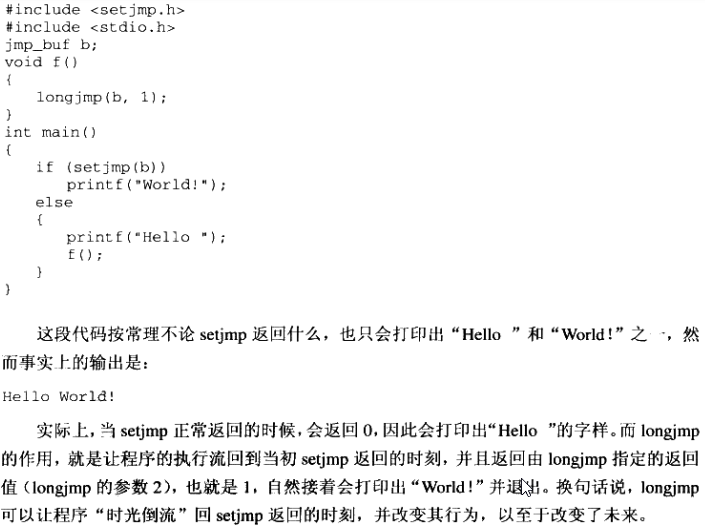 #include <setjmp.h>
#include <stdio.h>
jmp_buf b;
void f()
{
    longjmp(b, 1);
}
int main()
{
    if (setjmp(b))
        printf("World!");
    else
    {
        printf("Hello ");
        f();
    }
}
这段代码按常理不论 setjmp 返回什么，也只会打印出“Hello ”和“World!”之一，然
而事实上的输出是：
Hello World!
实际上，当 setjmp 正常返回的时候，会返回 0，因此会打印出“Hello ”的字样。而 longjmp
的作用，就是让程序的执行流回到当初 setjmp 返回的时刻，并且返回由 longjmp 指定的返回
值（longjmp 的参数 2），也就是 1，自然接着会打印出“World!”并退出。换句话说，longjmp
可以让程序“时光倒流”回 setjmp 返回的时刻，并改变其行为，以至于改变了未来。